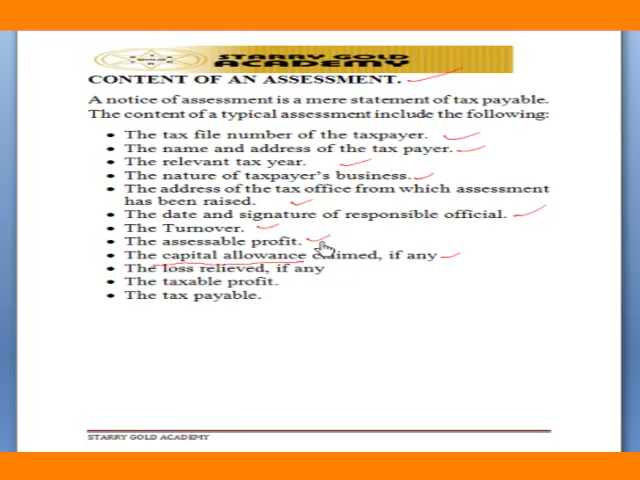 STARRY GOLD
ACADEMY
CONTENT OF AN ASSESSMENT.
A notice of assessment is a mere statement of tax payable.
The content of a typical assessment include the following:
• The tax file number of the taxpayer.
• The name and address of the tax payer.
• The relevant tax year.
• The nature of taxpayer's business.
• The address of the tax office from which assessment
has been raised.
• The date and signature of responsible official.
• The Turnover.
• The assessable profit.
• The capital allowance claimed, if any
• The loss relieved, if any
• The taxable profit.
• The tax payable.
STARRY GOLD ACADEMY